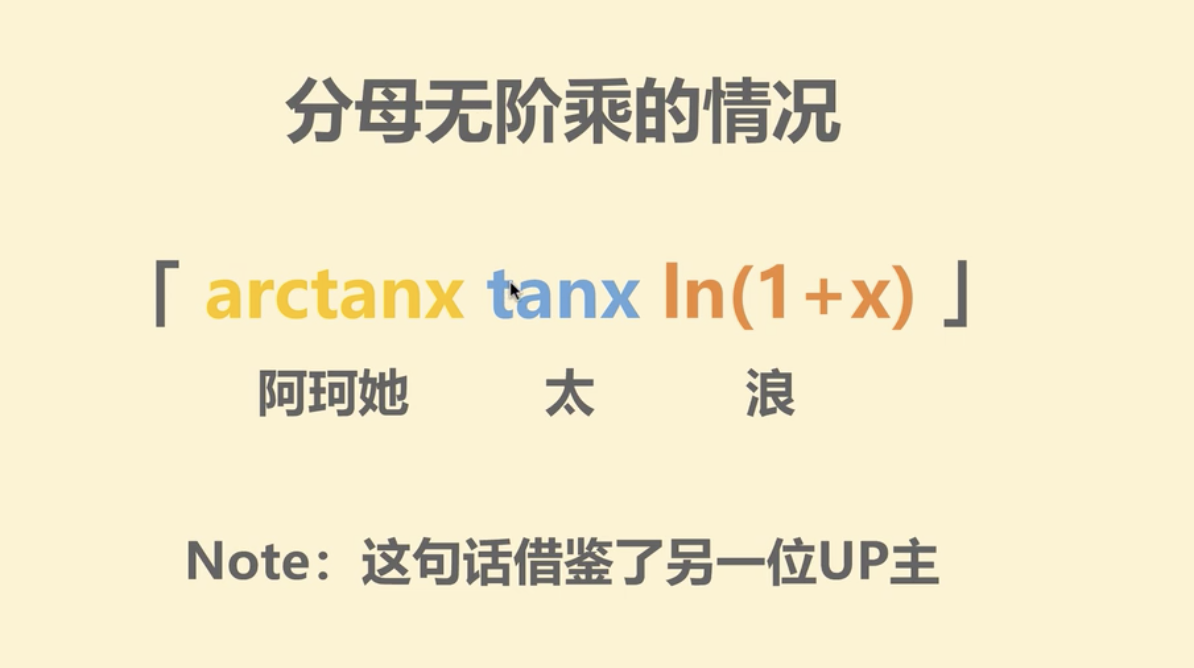 分母无阶乘的情况
「 arctanx tanx ln(1+x) 」
阿珂她 太 浪
Note：这句话借鉴了另一位UP主